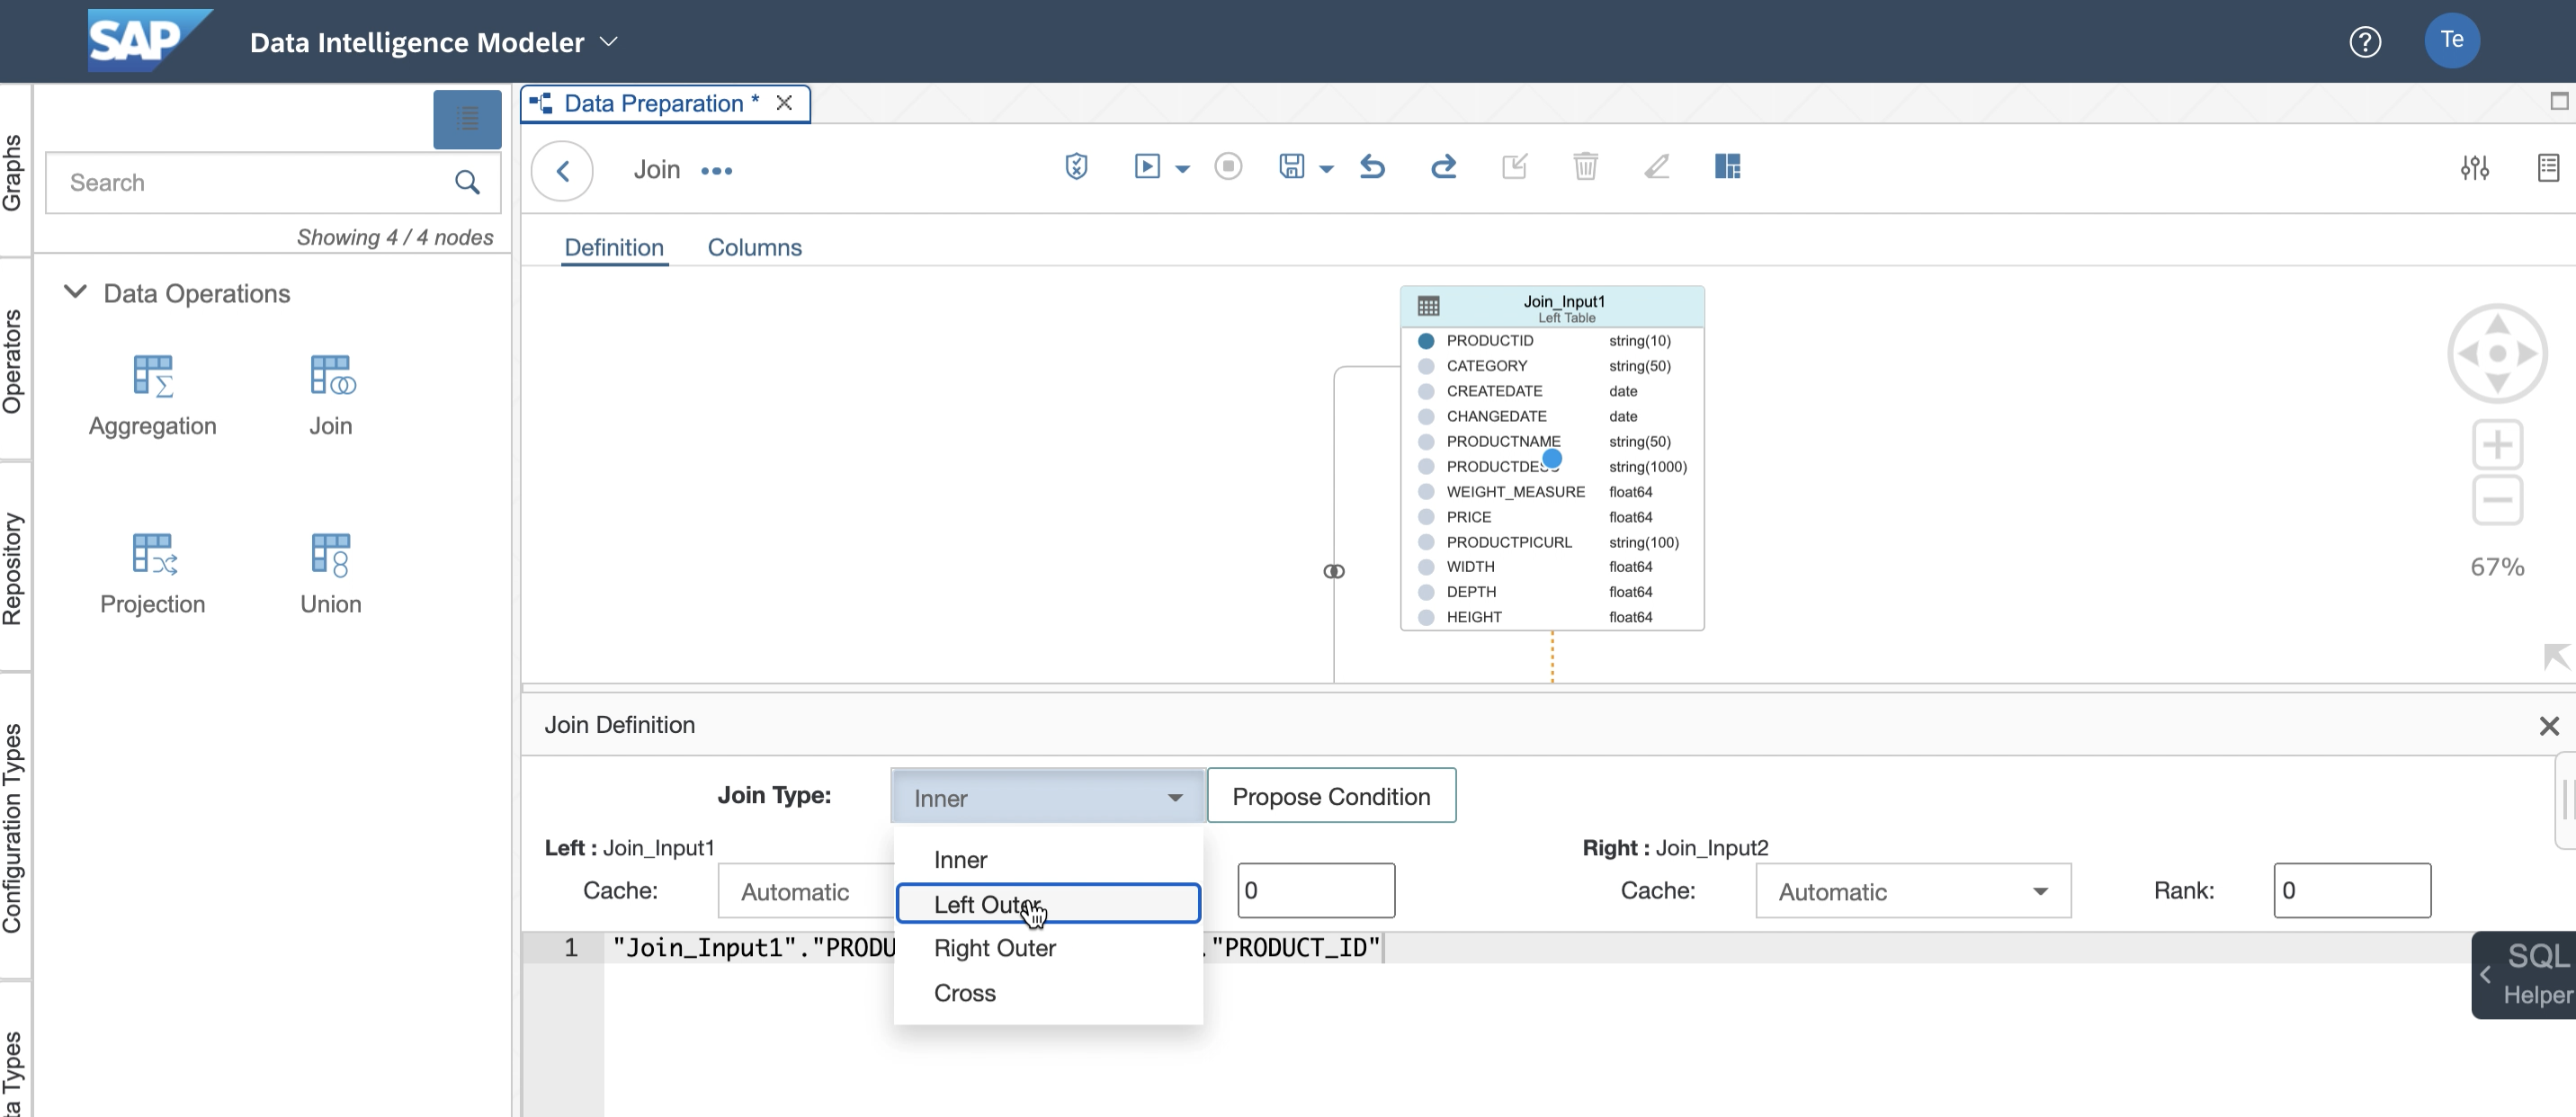 SAP
Data Intelligence Modeler
Te
Graphs
Operators
Repository
Configuration Types
Types
Search
Showing 4 / 4 nodes
Data Operations
Aggregation
Join
Projection
Union
Data Preparation *
Join
Definition
Columns
Join_Input1
Left Table
PRODUCTID string(10)
CATEGORY string(50)
CREATEDATE date
CHANGEDATE date
PRODUCTNAME string(50)
string(1000)
WEIGHT_MEASURE float64
PRICE float64
PRODUCTPICURL string(100)
WIDTH float64
DEPTH float64
HEIGHT float64
67%
Join Definition
Join Type:
Inner
Propose Condition
Inner
Left Outer
Right Outer
Cross
Left : Join_Input1
Cache:
Automatic
0
Right : Join_Input2
Cache:
Automatic
Rank:
0
1 "Join_Input1"."PRODU ."PRODUCT_ID"
SQL
Helper